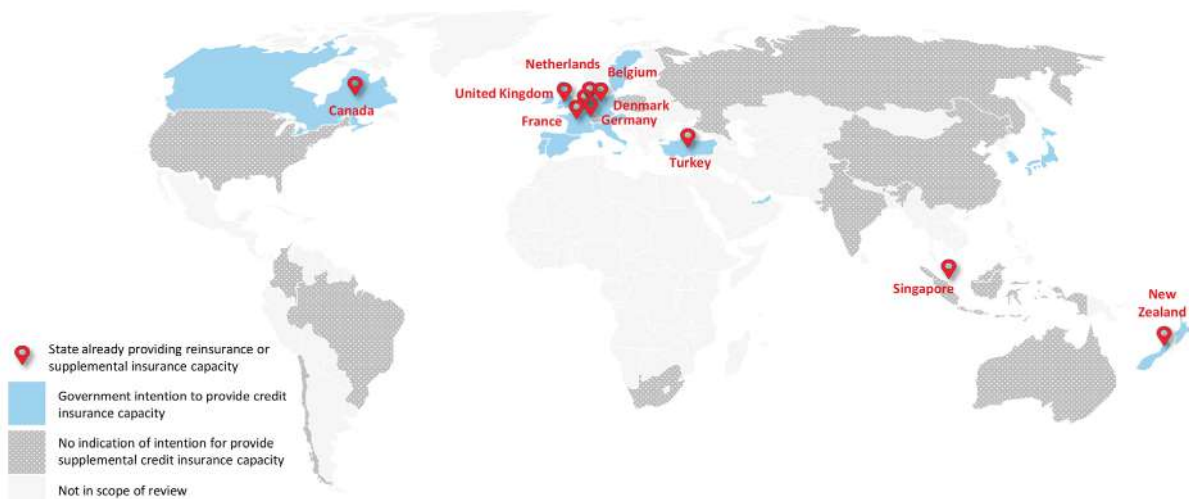 Netherlands
Belgium
United Kingdom
Canada
Denmark
France
Germany
Turkey
Singapore
New
Zealand
State already providing reinsurance or
supplemental insurance capacity
Government intention to provide credit
insurance capacity
No indication of intention for provide
supplemental credit insurance capacity
Not in scope of review